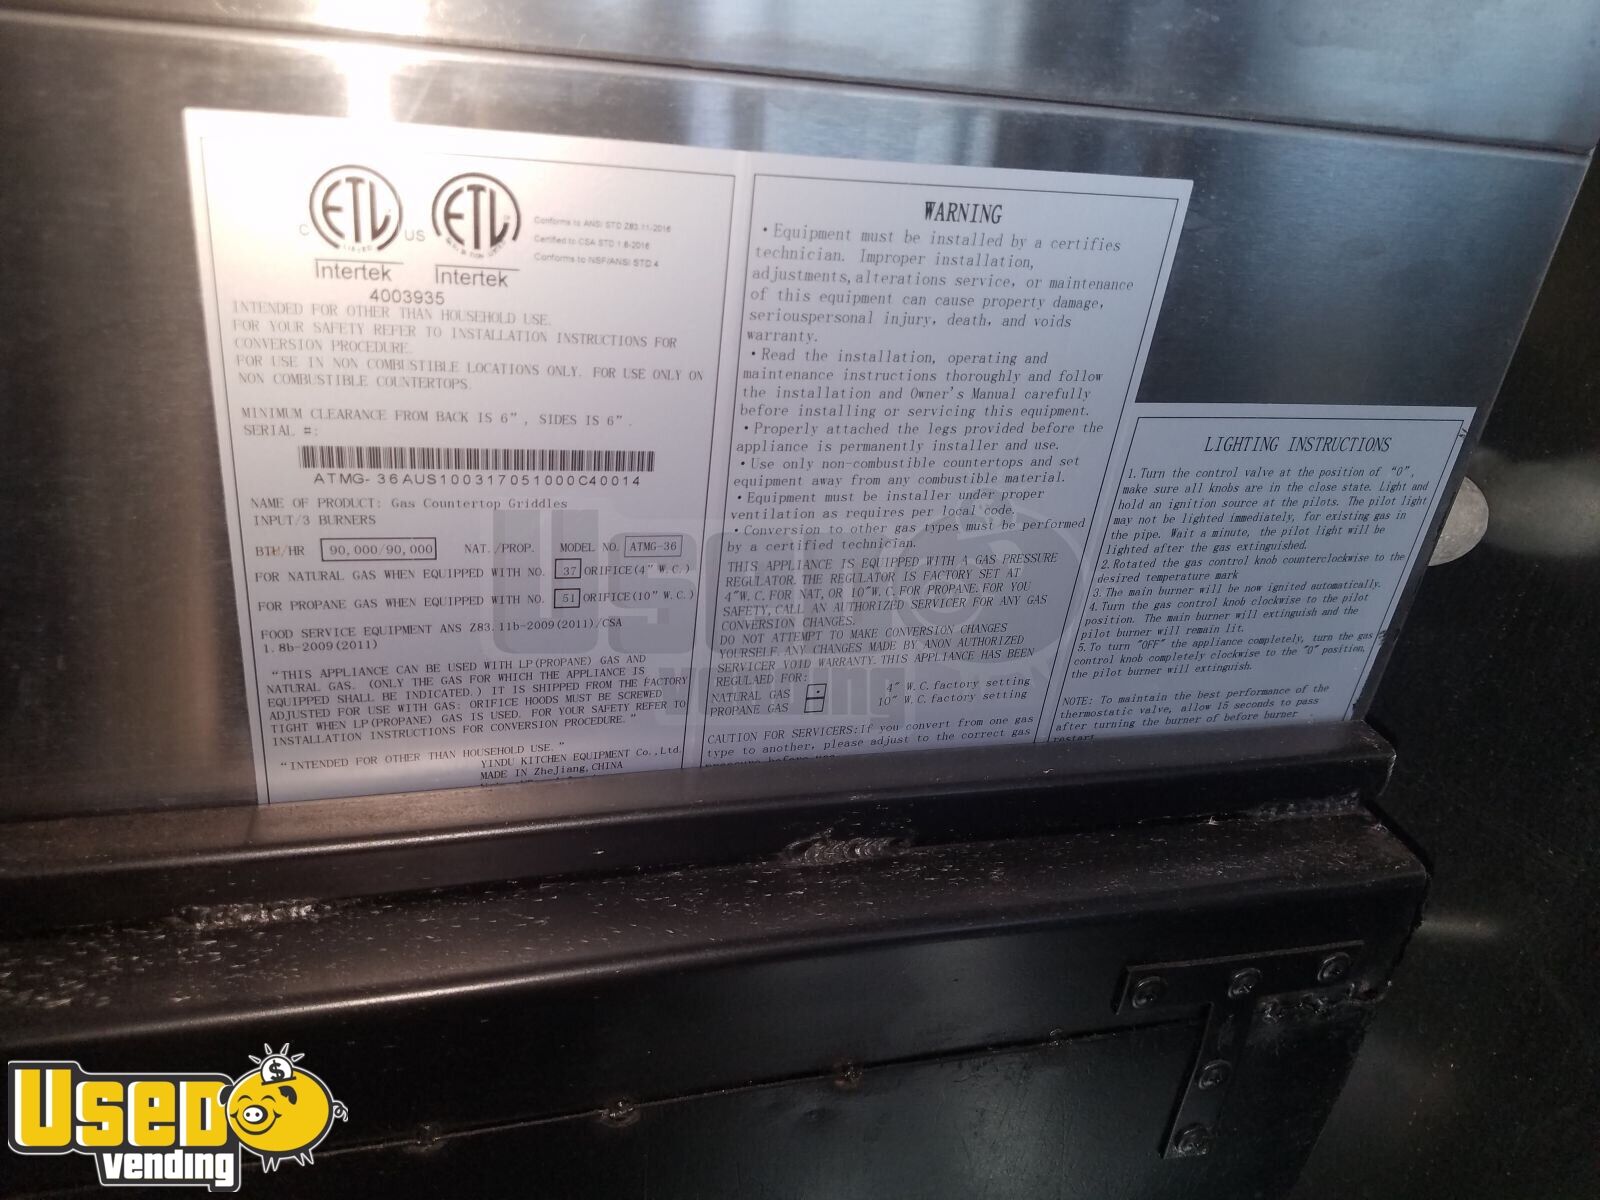 ETL
LISTED
C
US
Intertek
4003935
ETL
Intertek
Conforms to ANSI STD Z83.11-2016
Certified to CSA STD 1.8-2016
Conforms to NSF/ANSI STD.4
INTENDED FOR OTHER THAN HOUSEHOLD USE.
FOR YOUR SAFETY REFER TO INSTALLATION INSTRUCTIONS FOR
CONVERSION PROCEDURE.
FOR USE IN NON COMBUSTIBLE LOCATIONS ONLY. FOR USE ONLY ON
NON COMBUSTIBLE COUNTERTOPS.
MINIMUM CLEARANCE FROM BACK IS 6", SIDES IS 6".
SERIAL #:
ATMG-36AUS100317051000C40014
NAME OF PRODUCT: Gas Countertop Griddles
INPUT/3 BURNERS
BTH/HR 90,000/90,000 NAT./PROP. MODEL NO. ATMG-36
FOR NATURAL GAS WHEN EQUIPPED WITH NO. 37 ORIFICE(4" W.C.)
FOR PROPANE GAS WHEN EQUIPPED WITH NO. 51 ORIFICE(10" W.C.)
FOOD SERVICE EQUIPMENT ANS Z83.11b-2009(2011)/CSA
1.8b-2009(2011)
"THIS APPLIANCE CAN BE USED WITH LP(PROPANE) GAS AND
NATURAL GAS. (ONLY THE GAS FOR WHICH THE APPLIANCE IS
EQUIPPED SHALL BE INDICATED.) IT IS SHIPPED FROM THE FACTORY
ADJUSTED FOR USE WITH GAS: ORIFICE HOODS MUST BE SCREWED
TIGHT WHEN LP(PROPANE) GAS IS USED. FOR YOUR SAFETY REFER TO
INSTALLATION INSTRUCTIONS FOR CONVERSION PROCEDURE."
"INTENDED FOR OTHER THAN HOUSEHOLD USE."
YINDU KITCHEN EQUIPMENT Co.,Ltd.
MADE IN ZheJiang,CHINA
WARNING
•Equipment must be installed by a certifies
technician. Improper installation,
adjustments,alterations service, or maintenance
of this equipment can cause property damage,
seriouspersonal injury, death, and voids
warranty.
•Read the installation, operating and
maintenance instructions thoroughly and follow
the installation and Owner's Manual carefully
before installing or servicing this equipment.
•Properly attached the legs provided before the
appliance is permanently installer and use.
•Use only non-combustible countertops and set
equipment away from any combustible material.
•Equipment must be installer under proper
ventilation as requires per local code.
•Conversion to other gas types must be performed
by a certified technician.
THIS APPLIANCE IS EQUIPPED WITH A GAS PRESSURE
REGULATOR. THE REGULATOR IS FACTORY SET AT
4"W.C. FOR NAT, OR 10"W.C. FOR PROPANE. FOR YOU
SAFETY, CALL AN AUTHORIZED SERVICER FOR ANY GAS
CONVERSION CHANGES.
DO NOT ATTEMPT TO MAKE CONVERSION CHANGES
YOURSELF. ANY CHANGES MADE BY ANON AUTHORIZED
SERVICER VOID WARRANTY. THIS APPLIANCE HAS BEEN
REGULAED FOR:
NATURAL GAS 4" W.C. factory setting
PROPANE GAS 10" W.C. factory setting
CAUTION FOR SERVICERS:If you convert from one gas
type to another, please adjust to the correct gas
pressure before use.
LIGHTING INSTRUCTIONS
1.Turn the control valve at the position of "0",
make sure all knobs are in the close state. Light and
hold an ignition source at the pilots. The pilot light
may not be lighted immediately, for existing gas in
the pipe. Wait a minute, the pilot light will be
lighted after the gas extinguished.
2.Rotated the gas control knob counterclockwise to the
desired temperature mark
3.The main burner will be now ignited automatically.
4.Turn the gas control knob clockwise to the pilot
position. The main burner will extinguish and the
pilot burner will remain lit.
5.To turn "OFF" the appliance completely, turn the gas
control knob completely clockwise to the "0" position,
the pilot burner will extinguish.
NOTE: To maintain the best performance of the
thermostatic valve, allow 15 seconds to pass
after turning the burner of before burner
restart
Used
vending
USED
vending